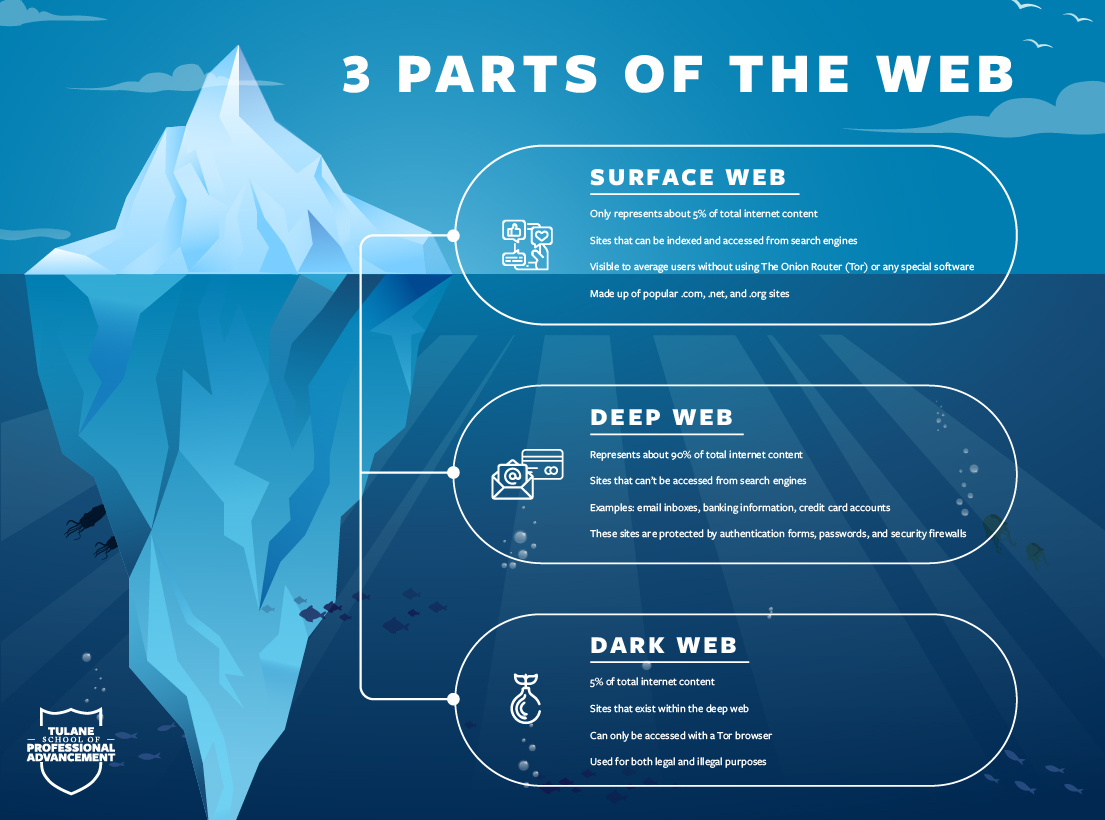 3 PARTS OF THE WEB
SURFACE WEB
Only represents about 5% of total internet content
Sites that can be indexed and accessed from search engines
Visible to average users without using The Onion Router (Tor) or any special software
Made up of popular .com, .net, and .org sites
DEEP WEB
Represents about 90% of total internet content
Sites that can't be accessed from search engines
Examples: email inboxes, banking information, credit card accounts
These sites are protected by authentication forms, passwords, and security firewalls
DARK WEB
5% of total internet content
Sites that exist within the deep web
Can only be accessed with a Tor browser
Used for both legal and illegal purposes
TULANE
SCHOOL OF
PROFESSIONAL
ADVANCEMENT